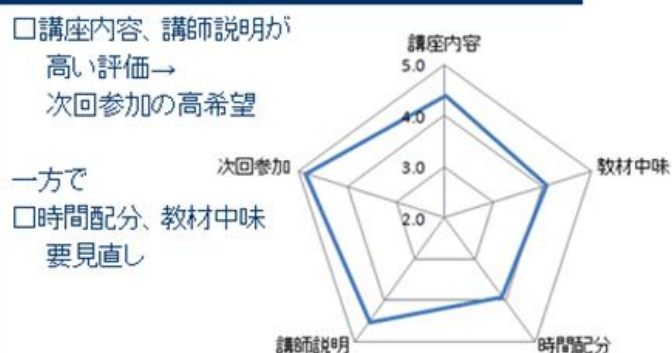 □講座内容、講師説明が
高い評価→
次回参加の高希望
一方で
□時間配分、教材中味
要見直し
講座内容
5.0
4.0
3.0
2.0
教材中味
時間配分
講師説明
次回参加